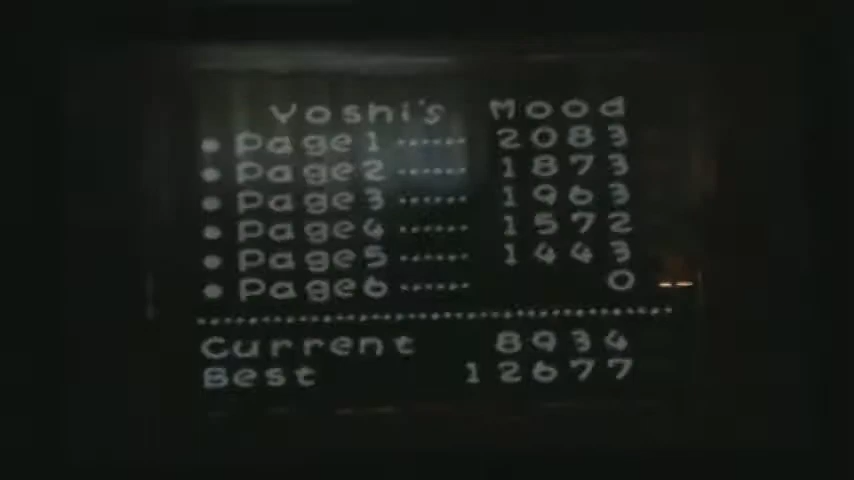 Yoshi's Mood
• Page1 ······ 2083
• Page2 ······ 1873
• Page3 ······ 1963
• Page4 ······ 1572
• Page5 ······ 1443
• Page6 ······ 0
Current 8934
Best 12677